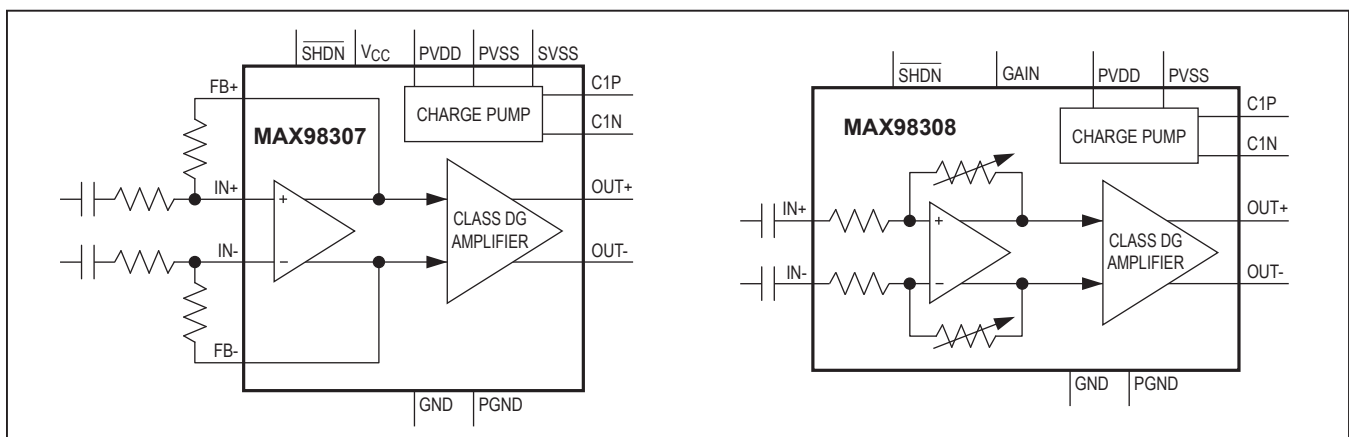 SHDN
VCC
PVDD
PVSS
SVSS
C1P
C1N
CHARGE PUMP
FB+
MAX98307
IN+
+
IN-
−
CLASS DG
AMPLIFIER
OUT+
OUT-
FB-
GND
PGND
SHDN
GAIN
PVDD
PVSS
C1P
C1N
CHARGE PUMP
MAX98308
IN+
+
IN-
−
CLASS DG
AMPLIFIER
OUT+
OUT-
GND
PGND